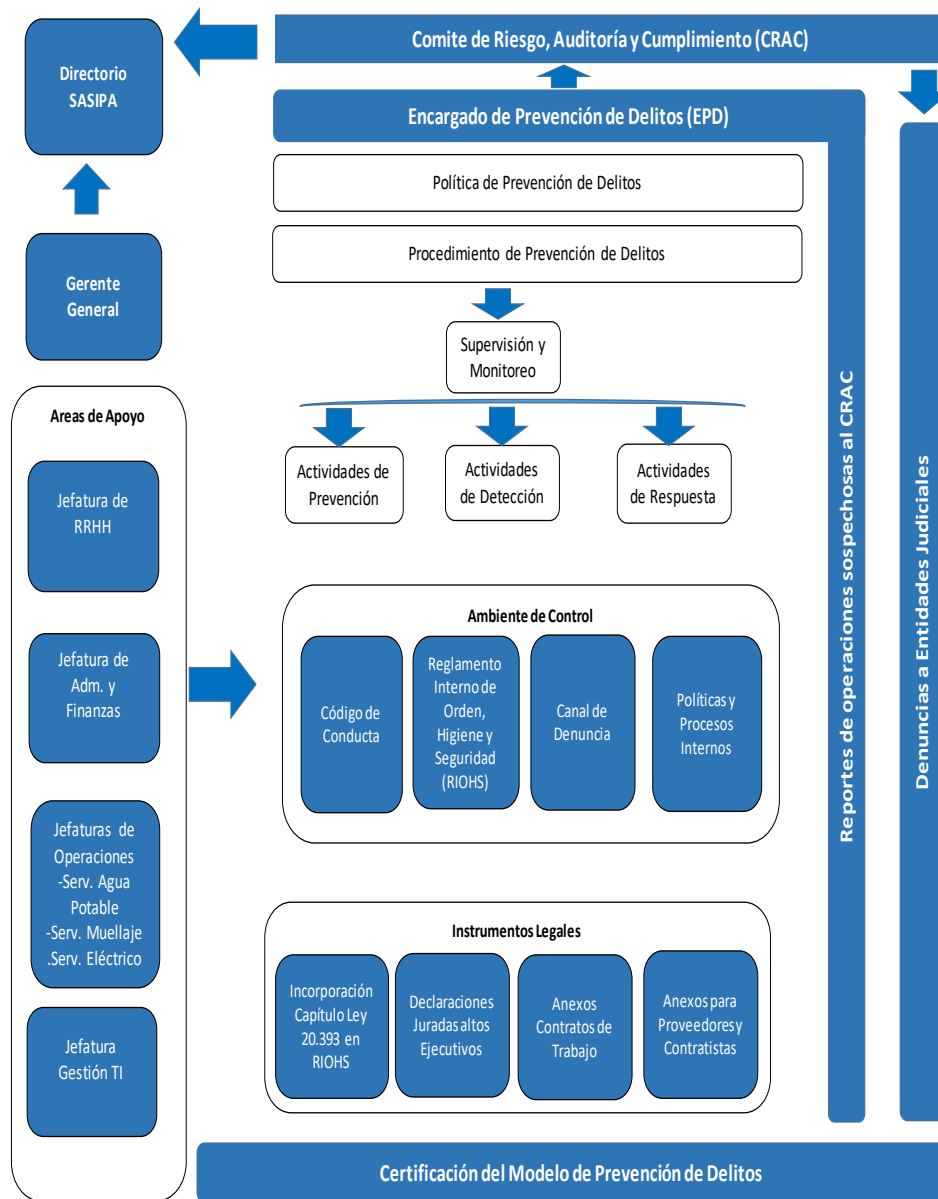 Comite de Riesgo, Auditoría y Cumplimiento (CRAC)
Directorio
SASIPA
Encargado de Prevención de Delitos (EPD)
Política de Prevención de Delitos
Procedimiento de Prevención de Delitos
Gerente
General
Supervisión y
Monitoreo
Actividades de
Prevención
Actividades
de Detección
Actividades
de Respuesta
Areas de Apoyo
Jefatura de
RRHH
Jefatura de
Adm. y
Finanzas
Jefaturas de
Operaciones
-Serv. Agua
Potable
-Serv. Muellaje
.Serv. Eléctrico
Jefatura
Gestión TI
Ambiente de Control
Código de
Conducta
Reglamento
Interno de
Orden,
Higiene y
Seguridad
(RIOHS)
Canal de
Denuncia
Políticas y
Procesos
Internos
Instrumentos Legales
Incorporación
Capítulo Ley
20.393 en
RIOHS
Declaraciones
Juradas altos
Ejecutivos
Anexos
Contratos de
Trabajo
Anexos para
Proveedores y
Contratistas
Reportes de operaciones sospechosas al CRAC
Denuncias a Entidades Judiciales
Certificación del Modelo de Prevención de Delitos